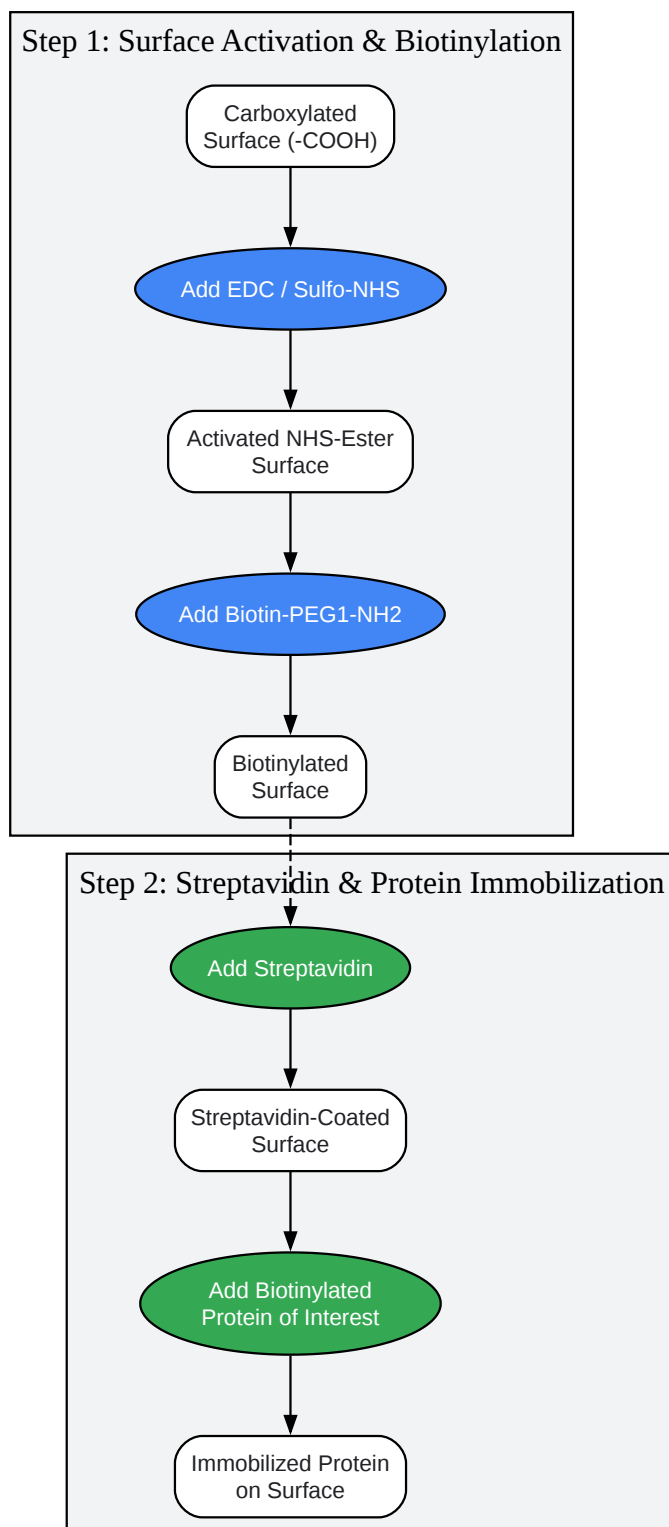 Step 1: Surface Activation & Biotinylation
Carboxylated
Surface (-COOH)
Add EDC / Sulfo-NHS
Activated NHS-Ester
Surface
Add Biotin-PEG1-NH2
Biotinylated
Surface
Step 2: Streptavidin & Protein Immobilization
Add Streptavidin
Streptavidin-Coated
Surface
Add Biotinylated
Protein of Interest
Immobilized Protein
on Surface